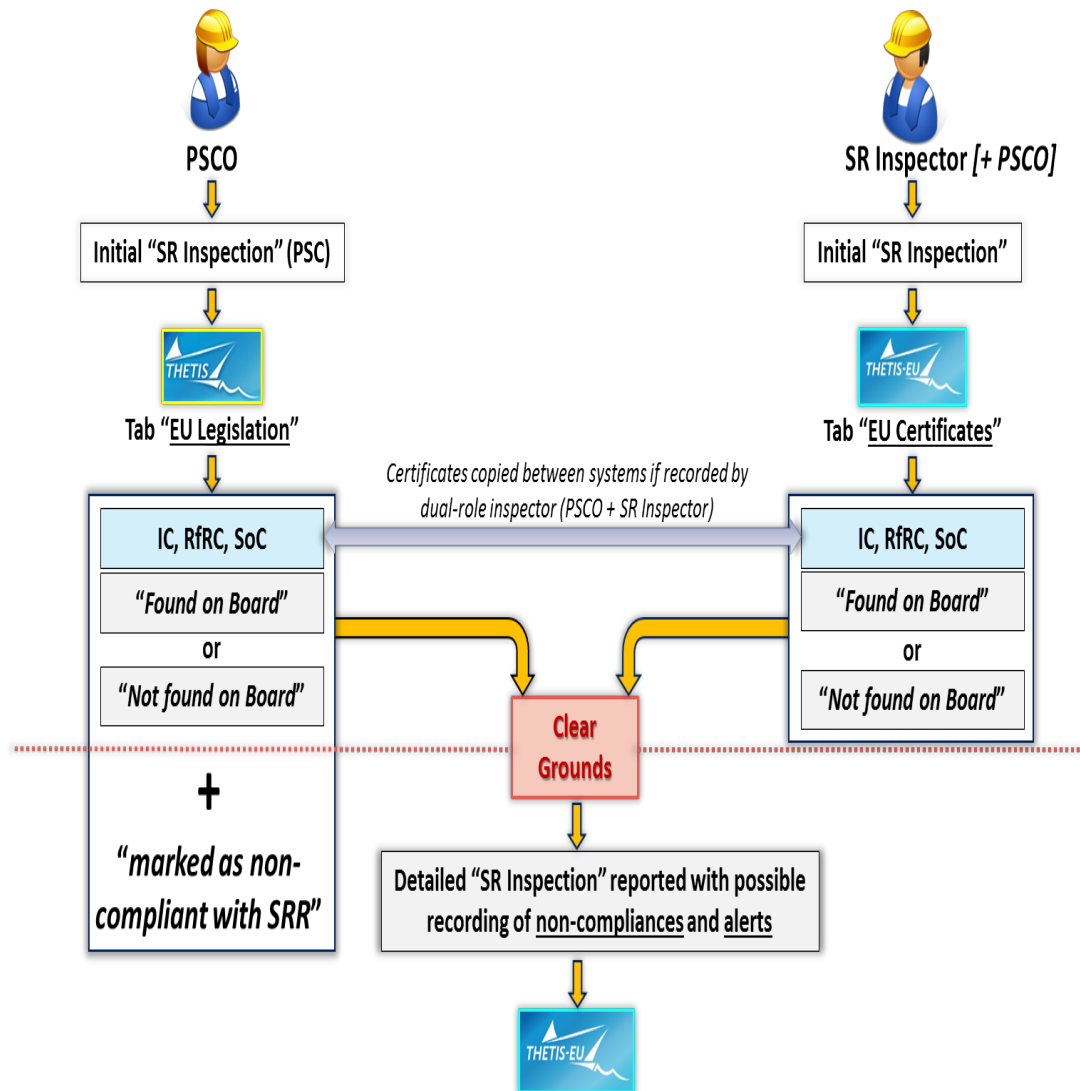 PSCO
SR Inspector [+ PSCO]
Initial “SR Inspection” (PSC)
Initial “SR Inspection”
THETIS
THETIS-EU
Tab “EU Legislation”
Tab “EU Certificates”
Certificates copied between systems if recorded by
dual-role inspector (PSCO + SR Inspector)
IC, RfRC, SoC
“Found on Board”
or
“Not found on Board”
IC, RfRC, SoC
“Found on Board”
or
“Not found on Board”
Clear
Grounds
+
“marked as non-
compliant with SRR”
Detailed “SR Inspection” reported with possible
recording of non-compliances and alerts
THETIS-EU